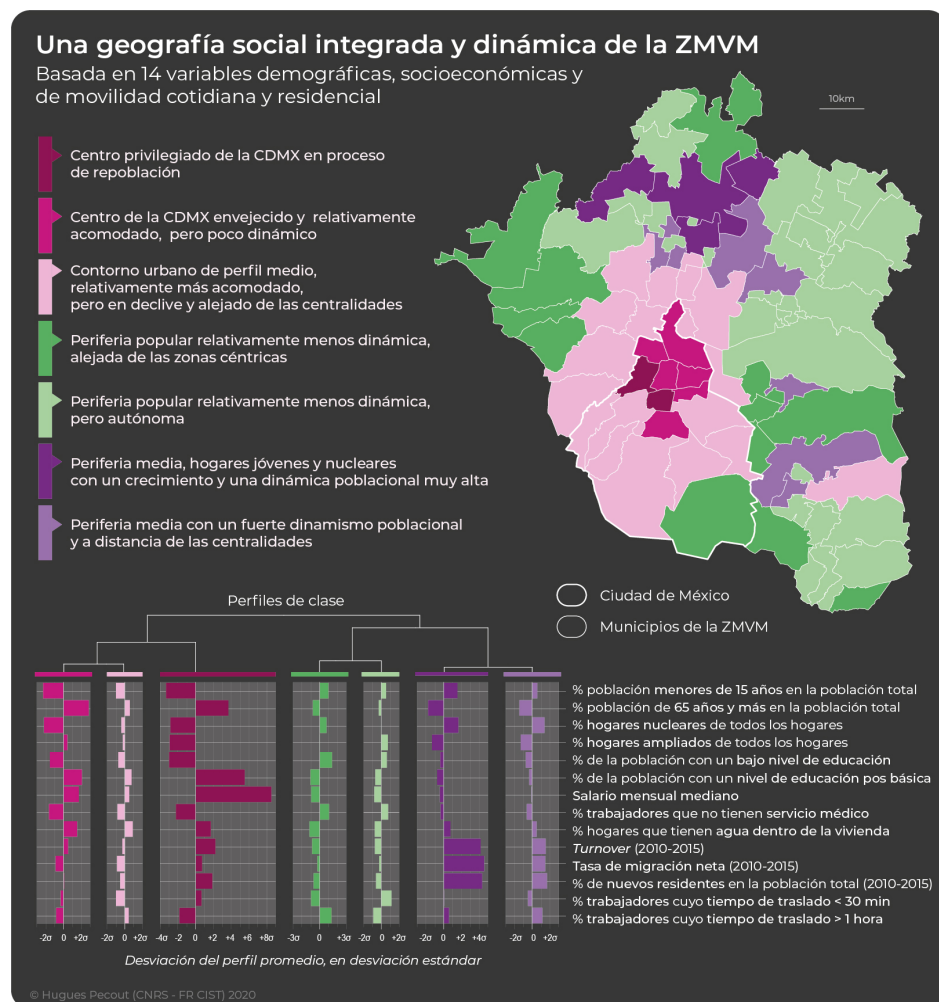 Una geografía social integrada y dinámica de la ZMVM
Basada en 14 variables demográficas, socioeconómicas y
de movilidad cotidiana y residencial
10km
Centro privilegiado de la CDMX en proceso
de repoblación
Centro de la CDMX envejecido y relativamente
acomodado, pero poco dinámico
Contorno urbano de perfil medio,
relativamente más acomodado,
pero en declive y alejado de las centralidades
Periferia popular relativamente menos dinámica,
alejada de las zonas céntricas
Periferia popular relativamente menos dinámica,
pero autónoma
Periferia media, hogares jóvenes y nucleares
con un crecimiento y una dinámica poblacional muy alta
Periferia media con un fuerte dinamismo poblacional
y a distancia de las centralidades
Ciudad de México
Municipios de la ZMVM
Perfiles de clase
% población menores de 15 años en la población total
% población de 65 años y más en la población total
% hogares nucleares de todos los hogares
% hogares ampliados de todos los hogares
% de la población con un bajo nivel de educación
% de la población con un nivel de educación pos básica
Salario mensual mediano
% trabajadores que no tienen servicio médico
% hogares que tienen agua dentro de la vivienda
Turnover (2010-2015)
Tasa de migración neta (2010-2015)
% de nuevos residentes en la población total (2010-2015)
% trabajadores cuyo tiempo de traslado < 30 min
% trabajadores cuyo tiempo de traslado > 1 hora
-2σ 0 +2σ -2σ 0 +2σ -4σ -2 0 +2 +4 +6 +8σ -3σ 0 +3σ -2σ 0 +2σ -2σ 0 +2 +4σ -2σ 0 +2σ
Desviación del perfil promedio, en desviación estándar
© Hugues Pecout (CNRS - FR CIST) 2020